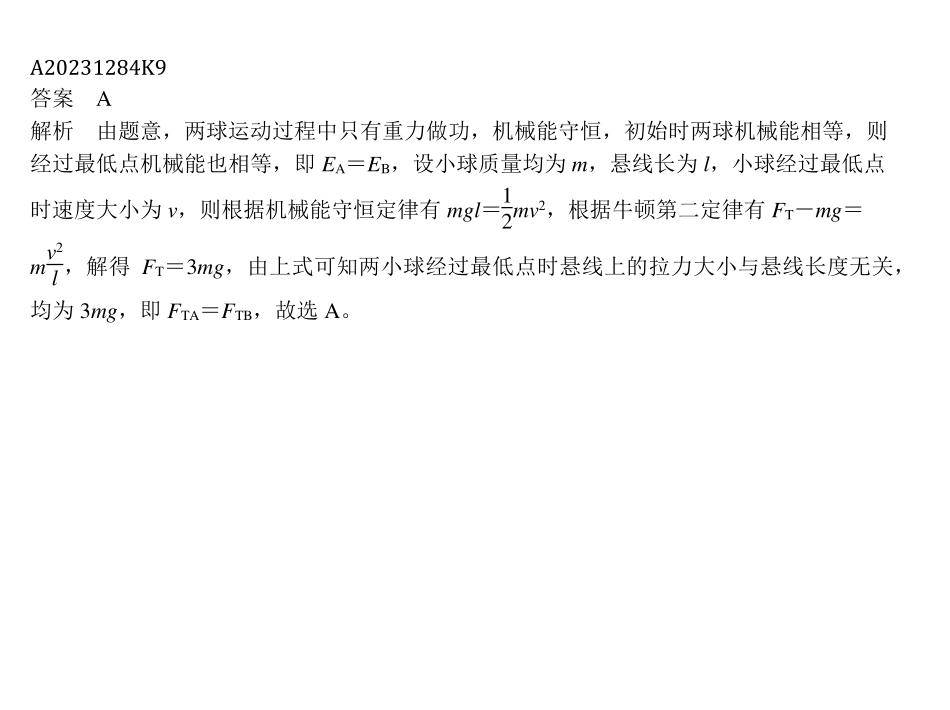 A20231284K9
答案　A
解析　由题意，两球运动过程中只有重力做功，机械能守恒，初始时两球机械能相等，则
经过最低点机械能也相等，即 E_A＝E_B，设小球质量均为 m，悬线长为 l，小球经过最低点
时速度大小为 v，则根据机械能守恒定律有 mgl＝\frac{1}{2}mv²，根据牛顿第二定律有 F_T－mg＝
m\frac{v²}{l}，解得 F_T＝3mg，由上式可知两小球经过最低点时悬线上的拉力大小与悬线长度无关，
均为 3mg，即 F_{TA}＝F_{TB}，故选 A。